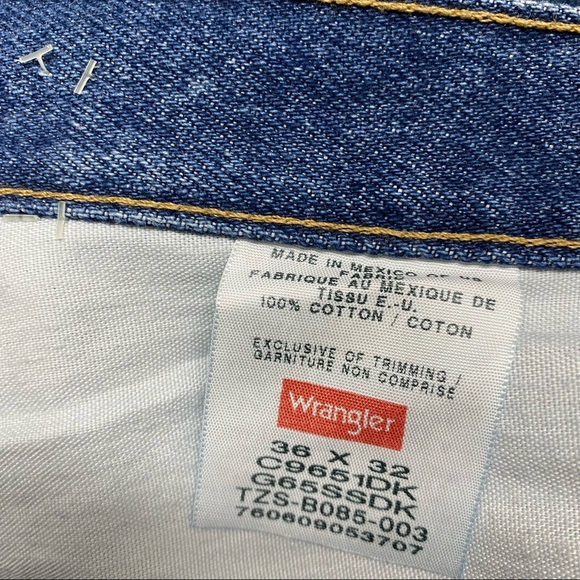 MADE IN MEXICO OF US
FABRIC
FABRIQUE AU MEXIQUE DE
TISSU E.-U.
100% COTTON / COTON
EXCLUSIVE OF TRIMMING /
GARNITURE NON COMPRISE
Wrangler
36 X 32
C9651DK
G65SSDK
TZS-B085-003
760609053707